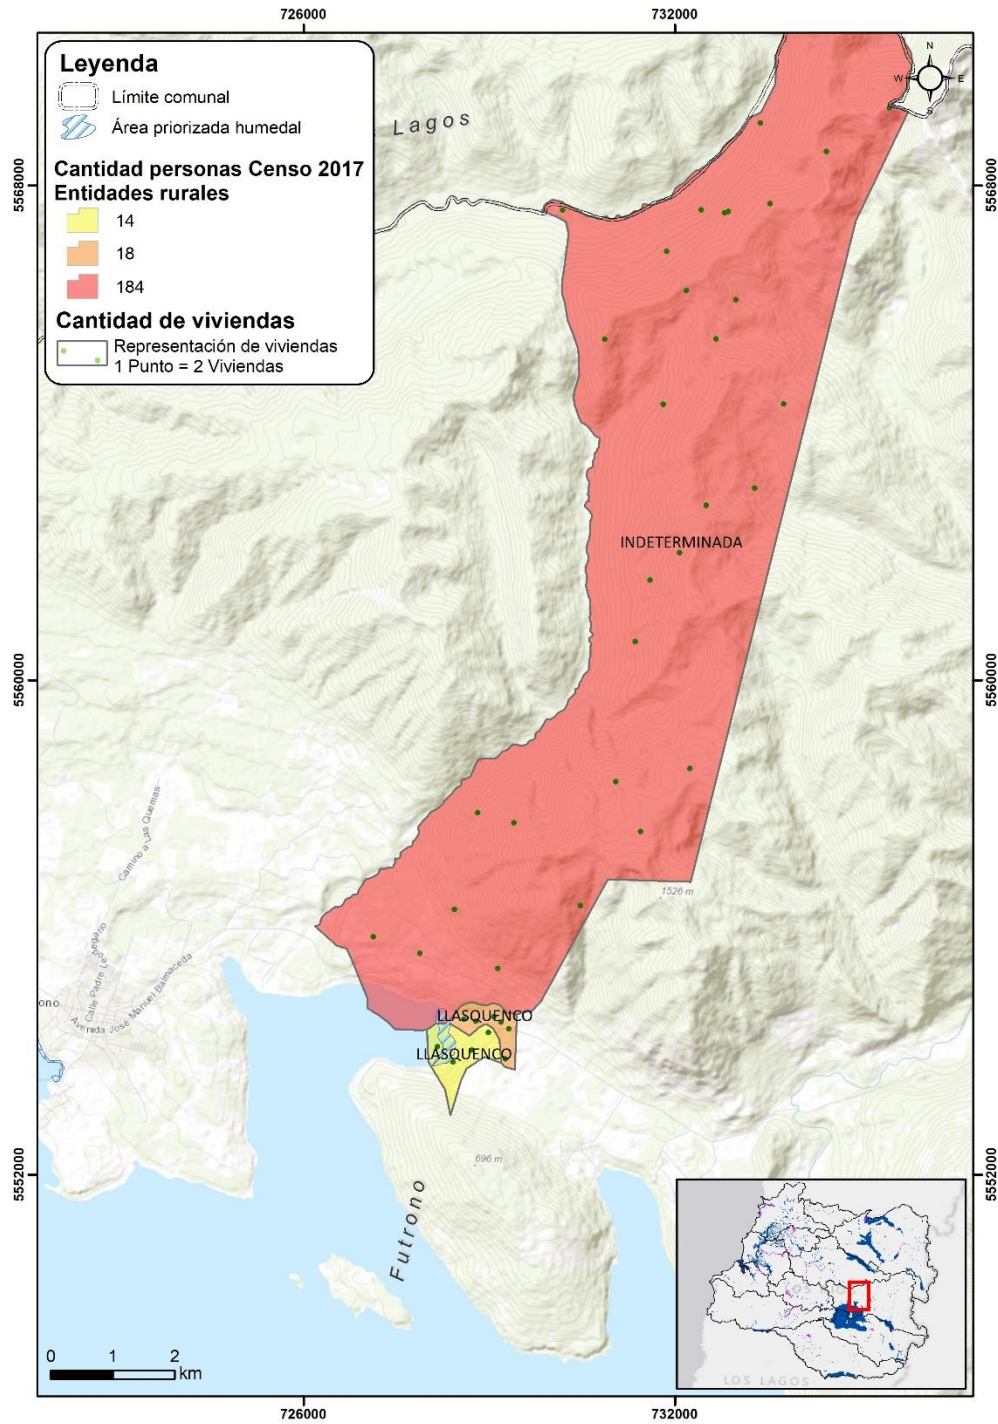 726000
732000
Leyenda
Límite comunal
Área priorizada humedal
Cantidad personas Censo 2017
Entidades rurales
14
18
184
Cantidad de viviendas
Representación de viviendas
1 Punto = 2 Viviendas
Lagos
N
W
E
S
5568000
5568000
INDETERMINADA
5560000
5560000
Camino a Las Quemas
1526 m
Calle Padre Leodegario
ono
Avenida José Manuel Balmaceda
LLASQUENCO
LLASQUENCO
696 m
5552000
5552000
Futrono
LOS
LOS LAGOS
0 1 2
km
726000
732000